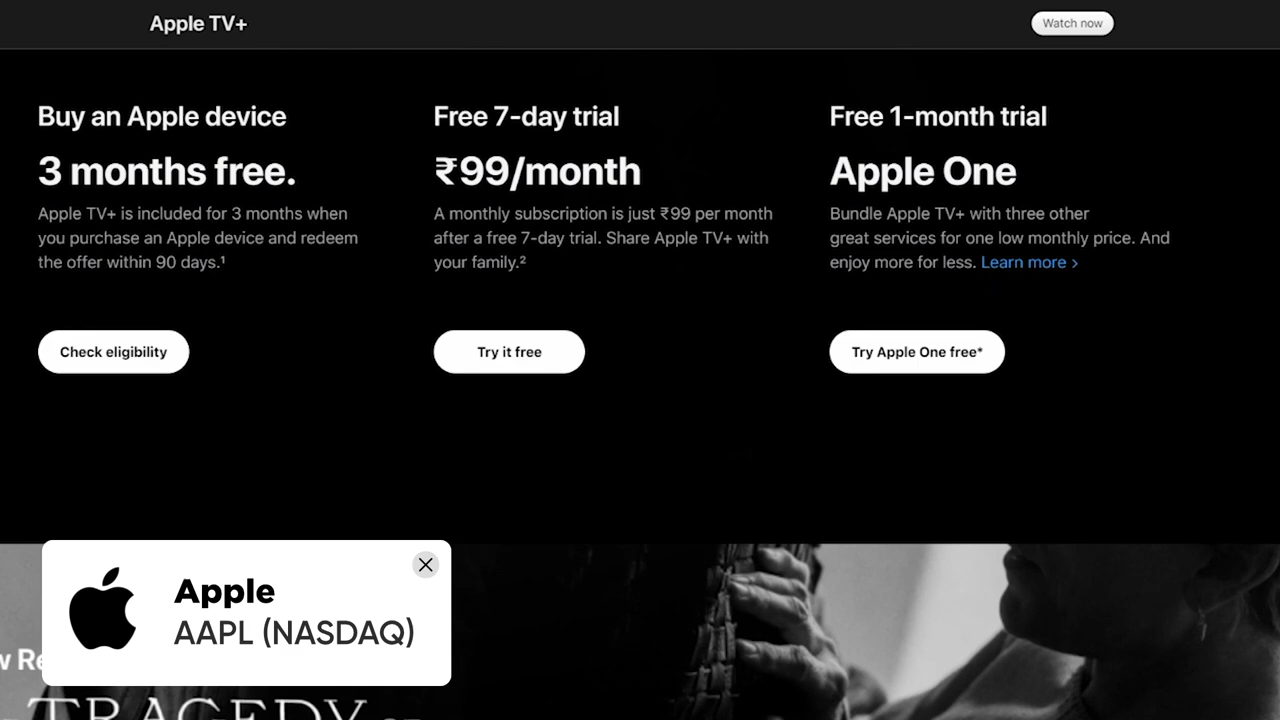 Apple TV+
Watch now
Buy an Apple device
3 months free.
Apple TV+ is included for 3 months when
you purchase an Apple device and redeem
the offer within 90 days.¹
Check eligibility
Free 7-day trial
₹99/month
A monthly subscription is just ₹99 per month
after a free 7-day trial. Share Apple TV+ with
your family.²
Try it free
Free 1-month trial
Apple One
Bundle Apple TV+ with three other
great services for one low monthly price. And
enjoy more for less. Learn more >
Try Apple One free*
Apple
AAPL (NASDAQ)
TRAGEDY